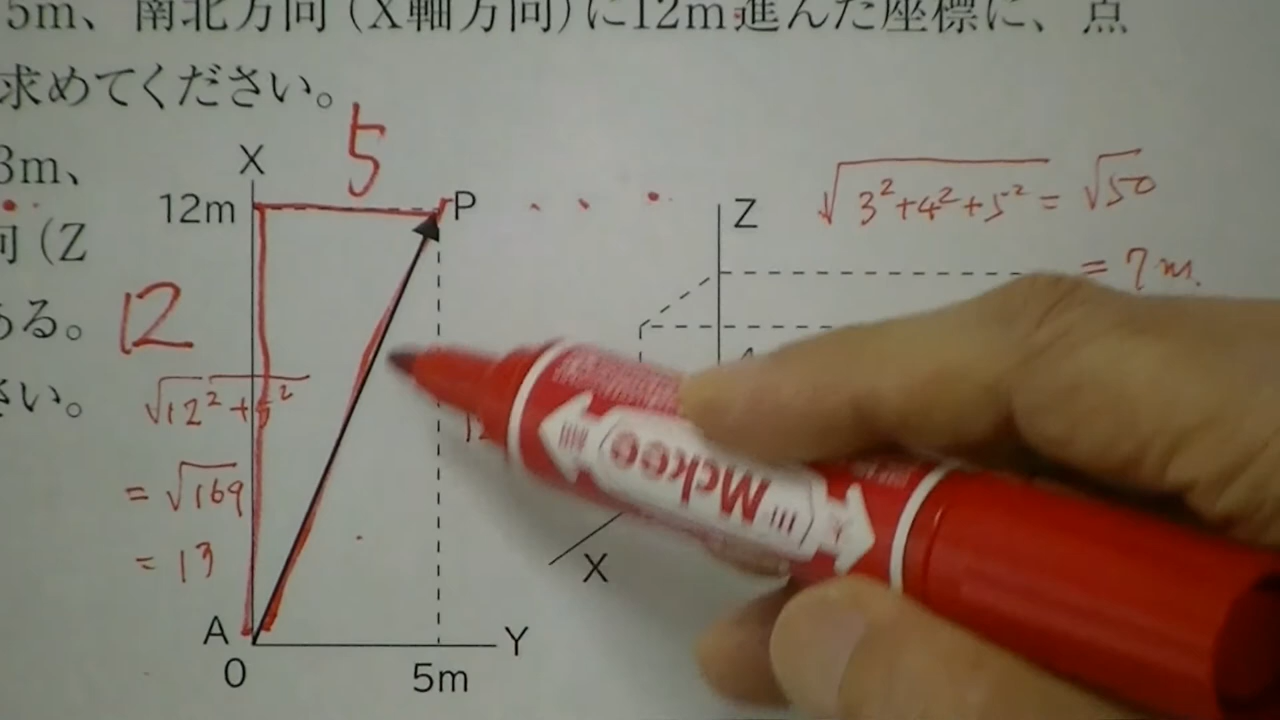 5m、南北方向（X軸方向）に12m進んだ座標に、点
求めてください。
3m、
向（Z
ある。
さい。
X
12m
5
P
12
√12²+5²
= √169
= 13
A
0
5m
Y
Z
√3²+4²+5² = √50
= 7m
X
Mckee